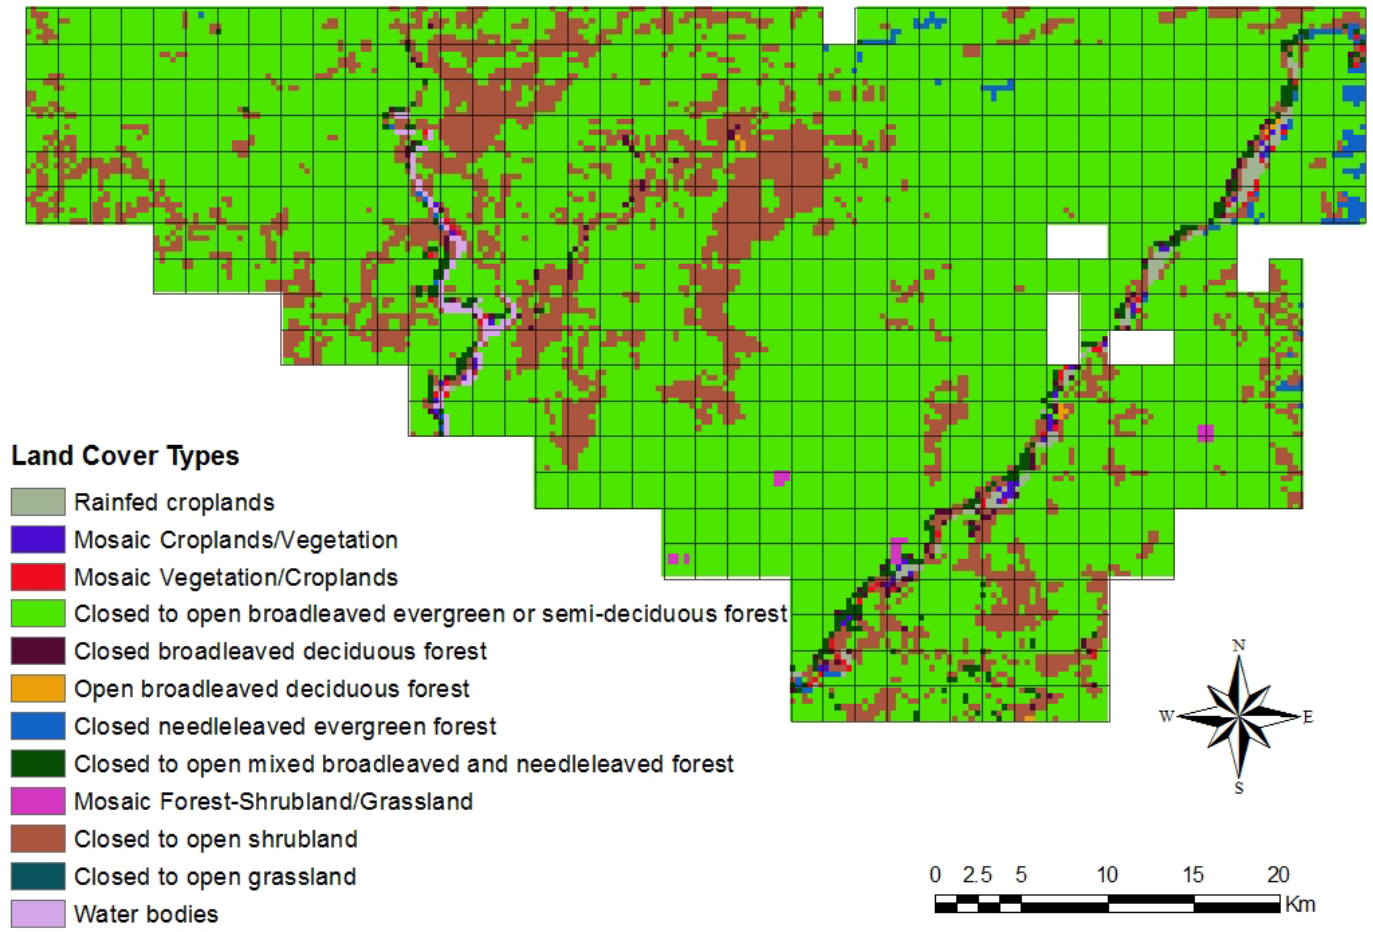 Land Cover Types
Rainfed croplands
Mosaic Croplands/Vegetation
Mosaic Vegetation/Croplands
Closed to open broadleaved evergreen or semi-deciduous forest
Closed broadleaved deciduous forest
Open broadleaved deciduous forest
Closed needleleaved evergreen forest
Closed to open mixed broadleaved and needleleaved forest
Mosaic Forest-Shrubland/Grassland
Closed to open shrubland
Closed to open grassland
Water bodies
N
W E
S
0 2.5 5 10 15 20
Km